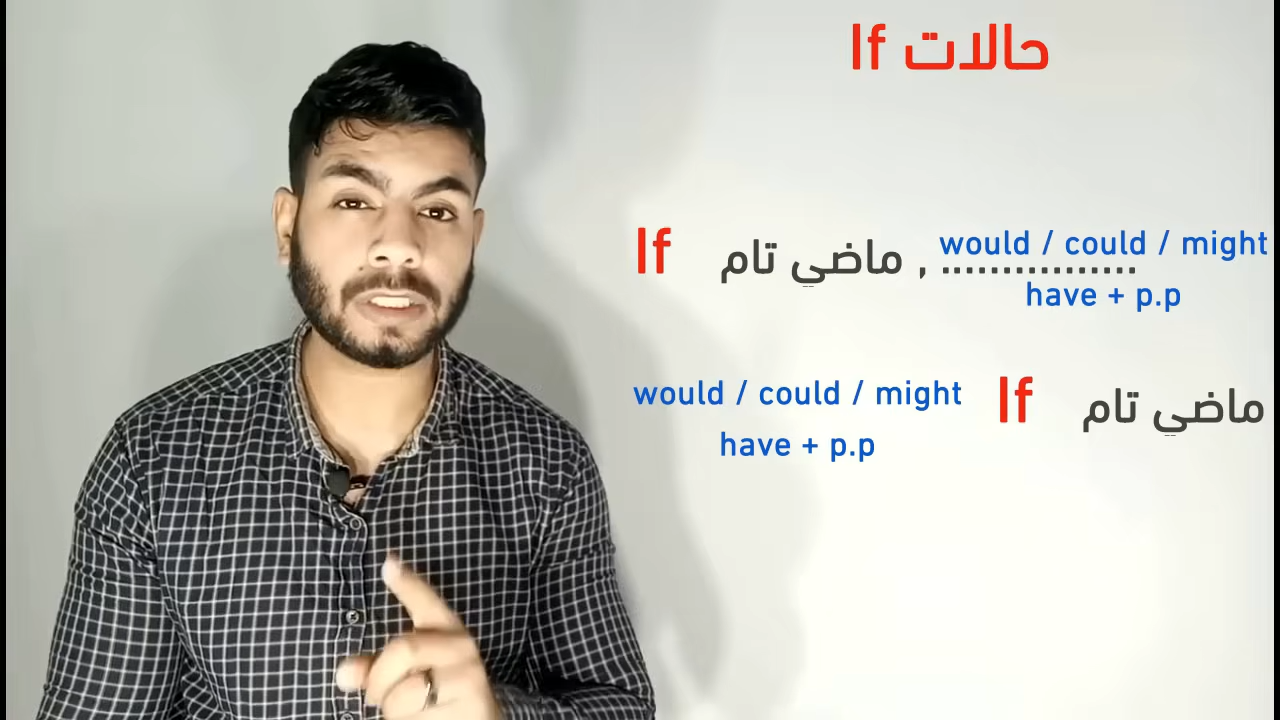 حالات If
If ماضي تام , ................
would / could / might
have + p.p
would / could / might
have + p.p
If ماضي تام